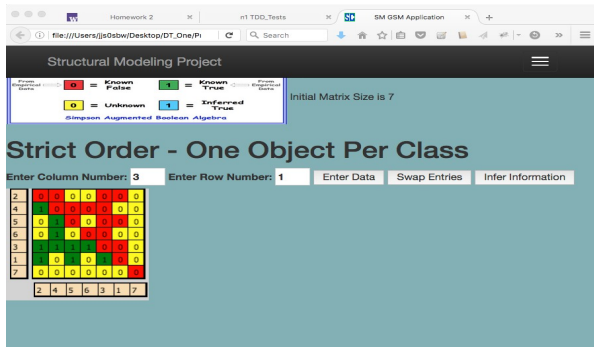 W Homework 2 × n1 TDD_Tests × SD SM GSM Application × +
file:///Users/jjs0sbw/Desktop/DT_One/Pr Search
Structural Modeling Project
From Empirical Data 0 = Known False 1 = Known True From Empirical Data
0 = Unknown 1 = Inferred True
Simpson Augmented Boolean Algebra
Initial Matrix Size is 7
Strict Order - One Object Per Class
Enter Column Number: 3 Enter Row Number: 1 Enter Data Swap Entries Infer Information
2 0 0 0 0 0 0 0
4 1 0 0 0 0 0 0
5 0 1 0 0 0 0 0
6 0 1 0 0 0 0 0
3 1 1 1 1 0 0 0
1 1 0 1 0 1 0 0
7 0 0 0 0 0 0 0
2 4 5 6 3 1 7